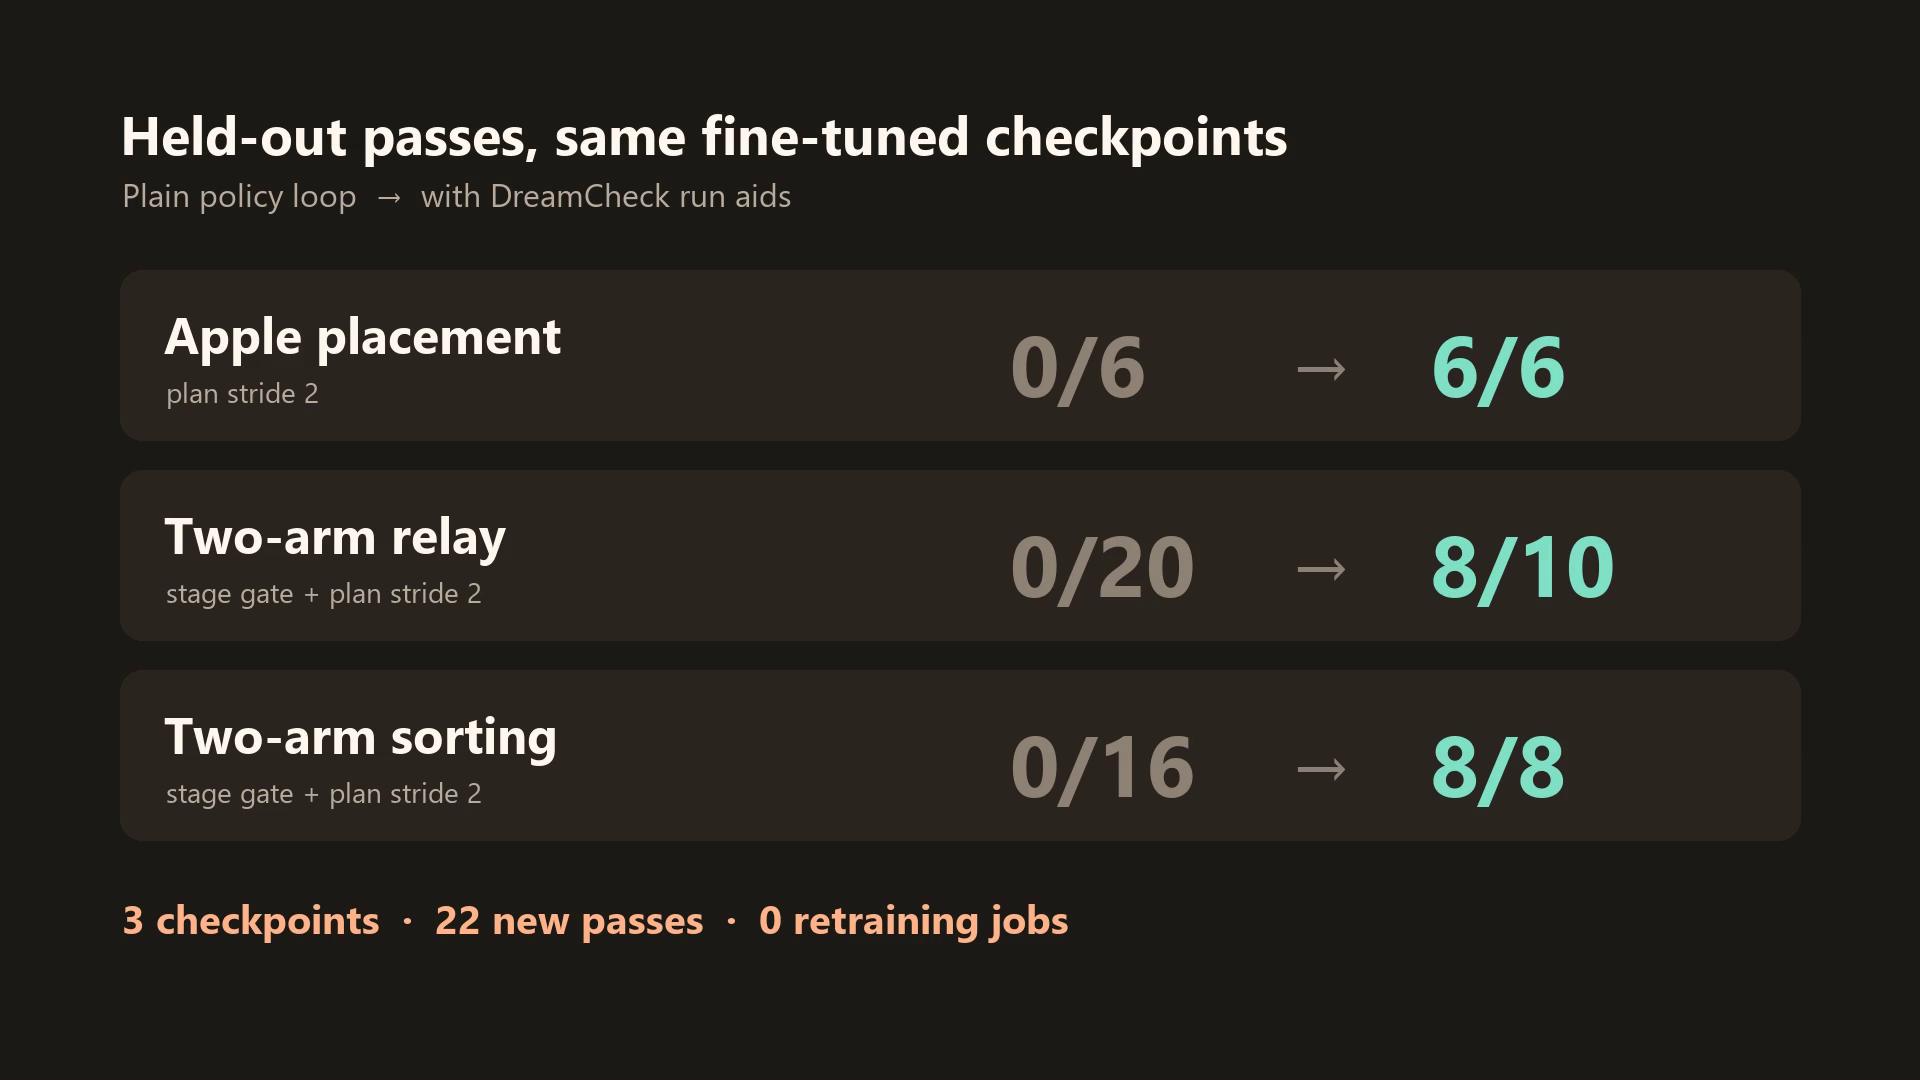 Held-out passes, same fine-tuned checkpoints
Plain policy loop → with DreamCheck run aids
Apple placement
plan stride 2
0/6 → 6/6
Two-arm relay
stage gate + plan stride 2
0/20 → 8/10
Two-arm sorting
stage gate + plan stride 2
0/16 → 8/8
3 checkpoints · 22 new passes · 0 retraining jobs